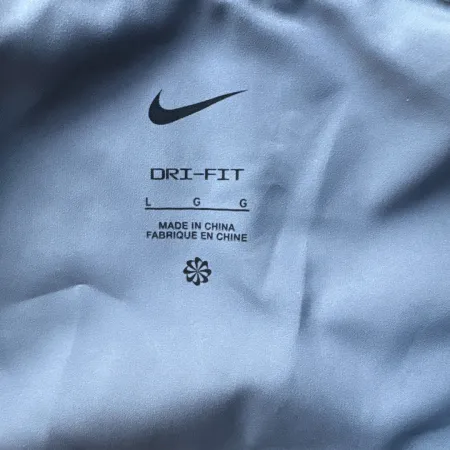 DRI-FIT
L G G
MADE IN CHINA
FABRIQUE EN CHINE